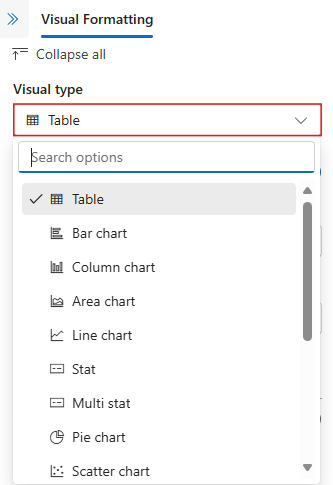 Visual Formatting
Collapse all
Visual type
Table
Search options
Table
Bar chart
Column chart
Area chart
Line chart
Stat
Multi stat
Pie chart
Scatter chart